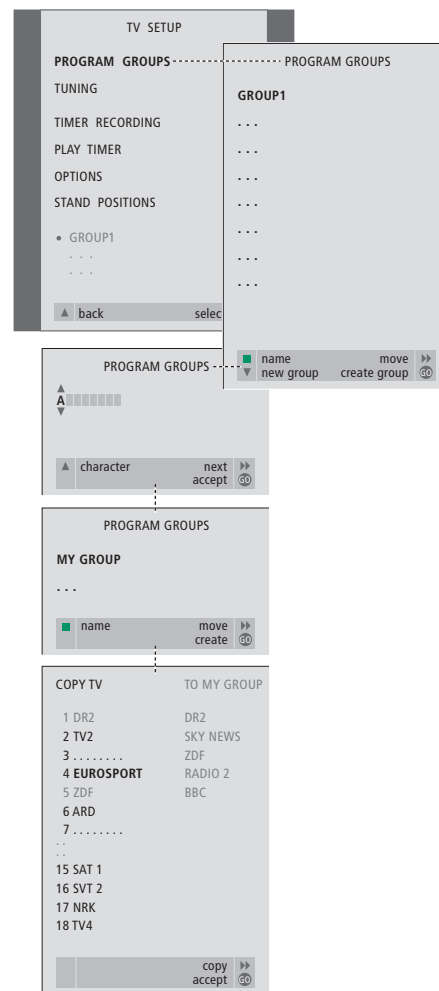 TV SETUP
PROGRAM GROUPS
TUNING
TIMER RECORDING
PLAY TIMER
OPTIONS
STAND POSITIONS
• GROUP1
. . .
. . .
back selec
PROGRAM GROUPS
GROUP1
. . .
. . .
. . .
. . .
. . .
. . .
. . .
name move
new group create group GO
PROGRAM GROUPS
A
character next
accept GO
PROGRAM GROUPS
MY GROUP
. . .
name move
create GO
COPY TV TO MY GROUP
1 DR2 DR2
2 TV2 SKY NEWS
3 . . . . . . . . ZDF
4 EUROSPORT RADIO 2
5 ZDF BBC
6 ARD
7 . . . . . . . .
. .
. .
15 SAT 1
16 SVT 2
17 NRK
18 TV4
copy
accept GO